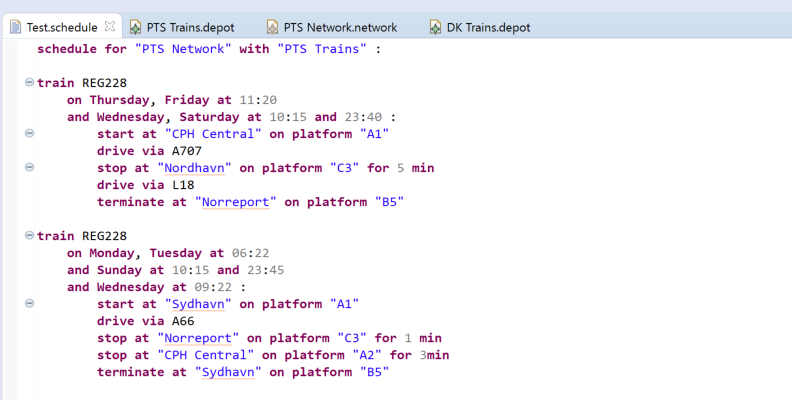 Test.schedule PTS Trains.depot PTS Network.network DK Trains.depot
schedule for "PTS Network" with "PTS Trains" :
train REG228
on Thursday, Friday at 11:20
and Wednesday, Saturday at 10:15 and 23:40 :
start at "CPH Central" on platform "A1"
drive via A707
stop at "Nordhavn" on platform "C3" for 5 min
drive via L18
terminate at "Norreport" on platform "B5"
train REG228
on Monday, Tuesday at 06:22
and Sunday at 10:15 and 23:45
and Wednesday at 09:22 :
start at "Sydhavn" on platform "A1"
drive via A66
stop at "Norreport" on platform "C3" for 1 min
stop at "CPH Central" on platform "A2" for 3min
terminate at "Sydhavn" on platform "B5"